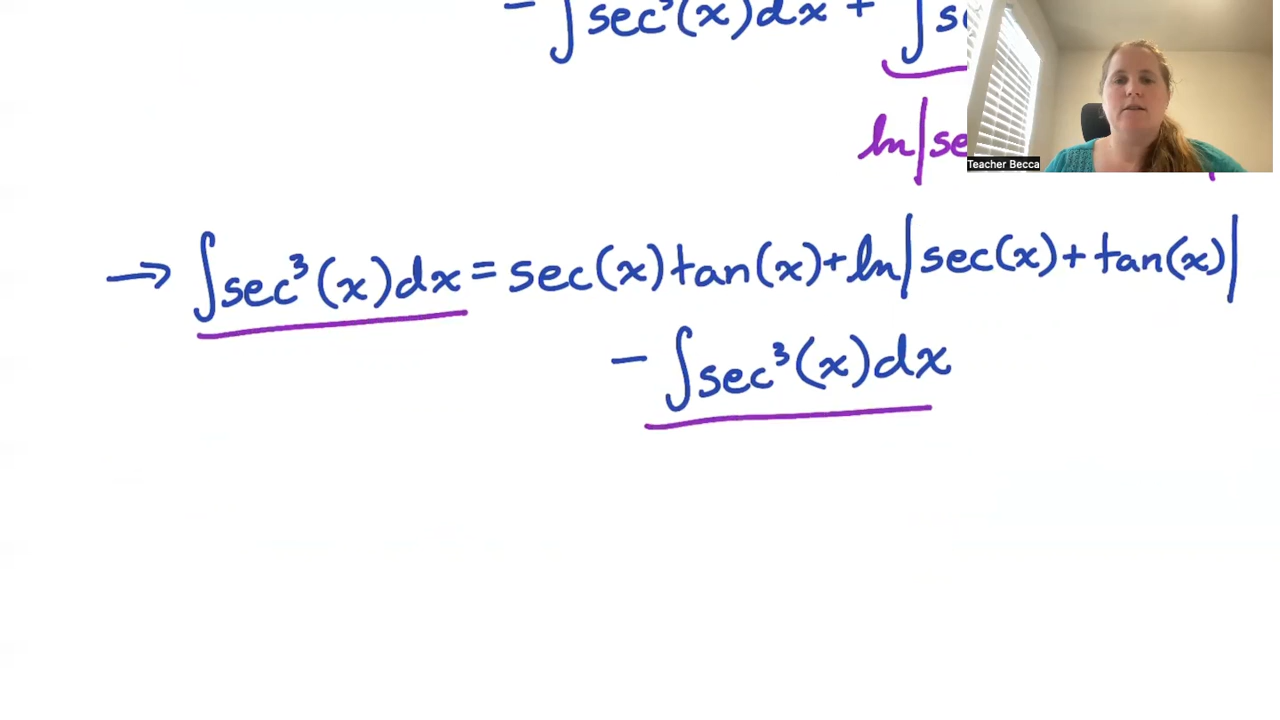 - ∫sec³(x)dx + ∫
ln|se
Teacher Becca
→ ∫sec³(x)dx = sec(x)tan(x)+ln|sec(x)+tan(x)|
- ∫sec³(x)dx